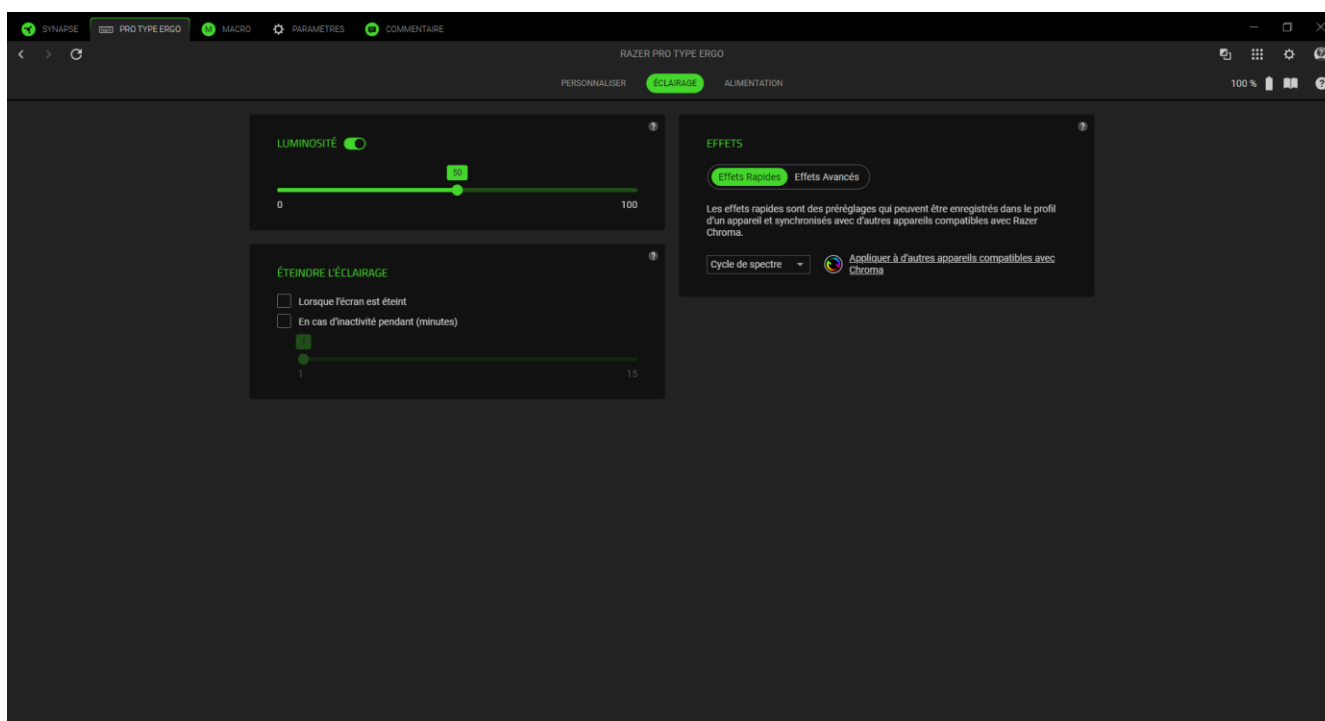 SYNAPSE
PRO TYPE ERGO
MACRO
PARAMÈTRES
COMMENTAIRE
RAZER PRO TYPE ERGO
PERSONNALISER
ÉCLAIRAGE
ALIMENTATION
100 %
LUMINOSITÉ
50
0
100
ÉTEINDRE L'ÉCLAIRAGE
Lorsque l'écran est éteint
En cas d'inactivité pendant (minutes)
1
1
15
EFFETS
Effets Rapides
Effets Avancés
Les effets rapides sont des préréglages qui peuvent être enregistrés dans le profil
d'un appareil et synchronisés avec d'autres appareils compatibles avec Razer
Chroma.
Cycle de spectre
Appliquer à d'autres appareils compatibles avec
Chroma